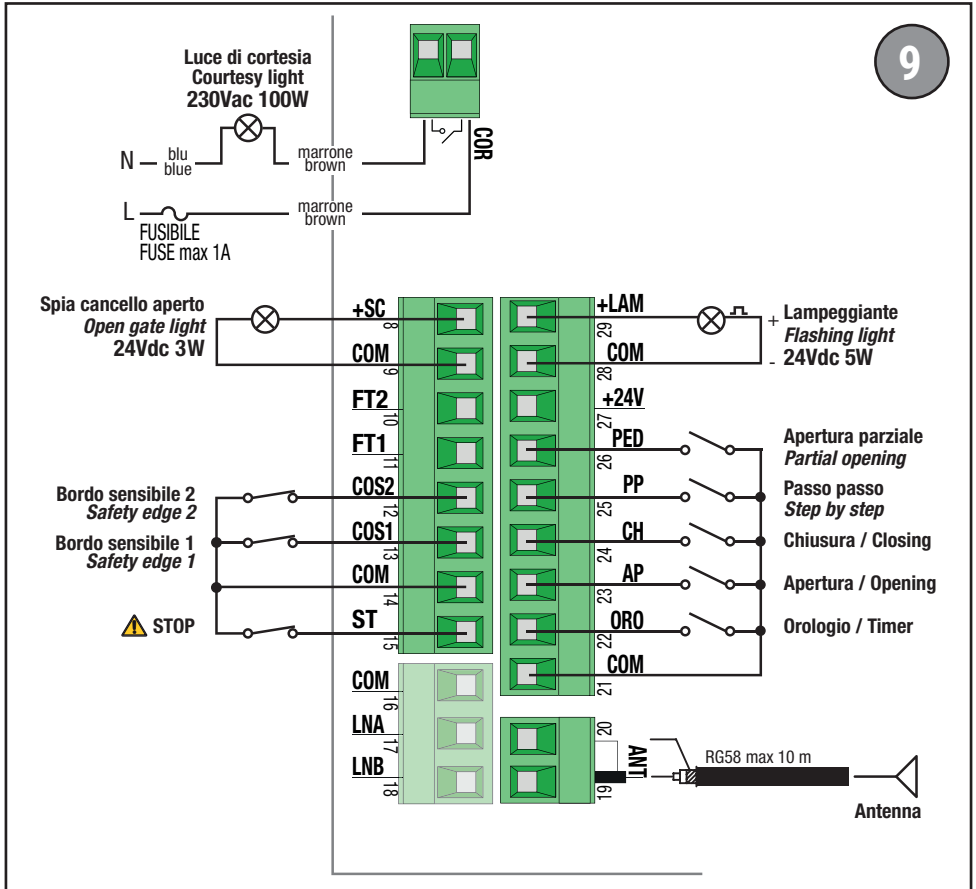 9
Luce di cortesia
Courtesy light
230Vac 100W
N
blu
blue
marrone
brown
COR
L
marrone
brown
FUSIBILE
FUSE max 1A
Spia cancello aperto
Open gate light
24Vdc 3W
+SC
8
COM
9
FT2
10
FT1
11
Bordo sensibile 2
Safety edge 2
COS2
12
Bordo sensibile 1
Safety edge 1
COS1
13
COM
14
STOP
ST
15
COM
16
LNA
17
LNB
18
+LAM
29
+ Lampeggiante
Flashing light
- 24Vdc 5W
COM
28
+24V
27
PED
26
Apertura parziale
Partial opening
PP
25
Passo passo
Step by step
CH
24
Chiusura / Closing
AP
23
Apertura / Opening
ORO
22
Orologio / Timer
COM
21
20
ANT
19
RG58 max 10 m
Antenna